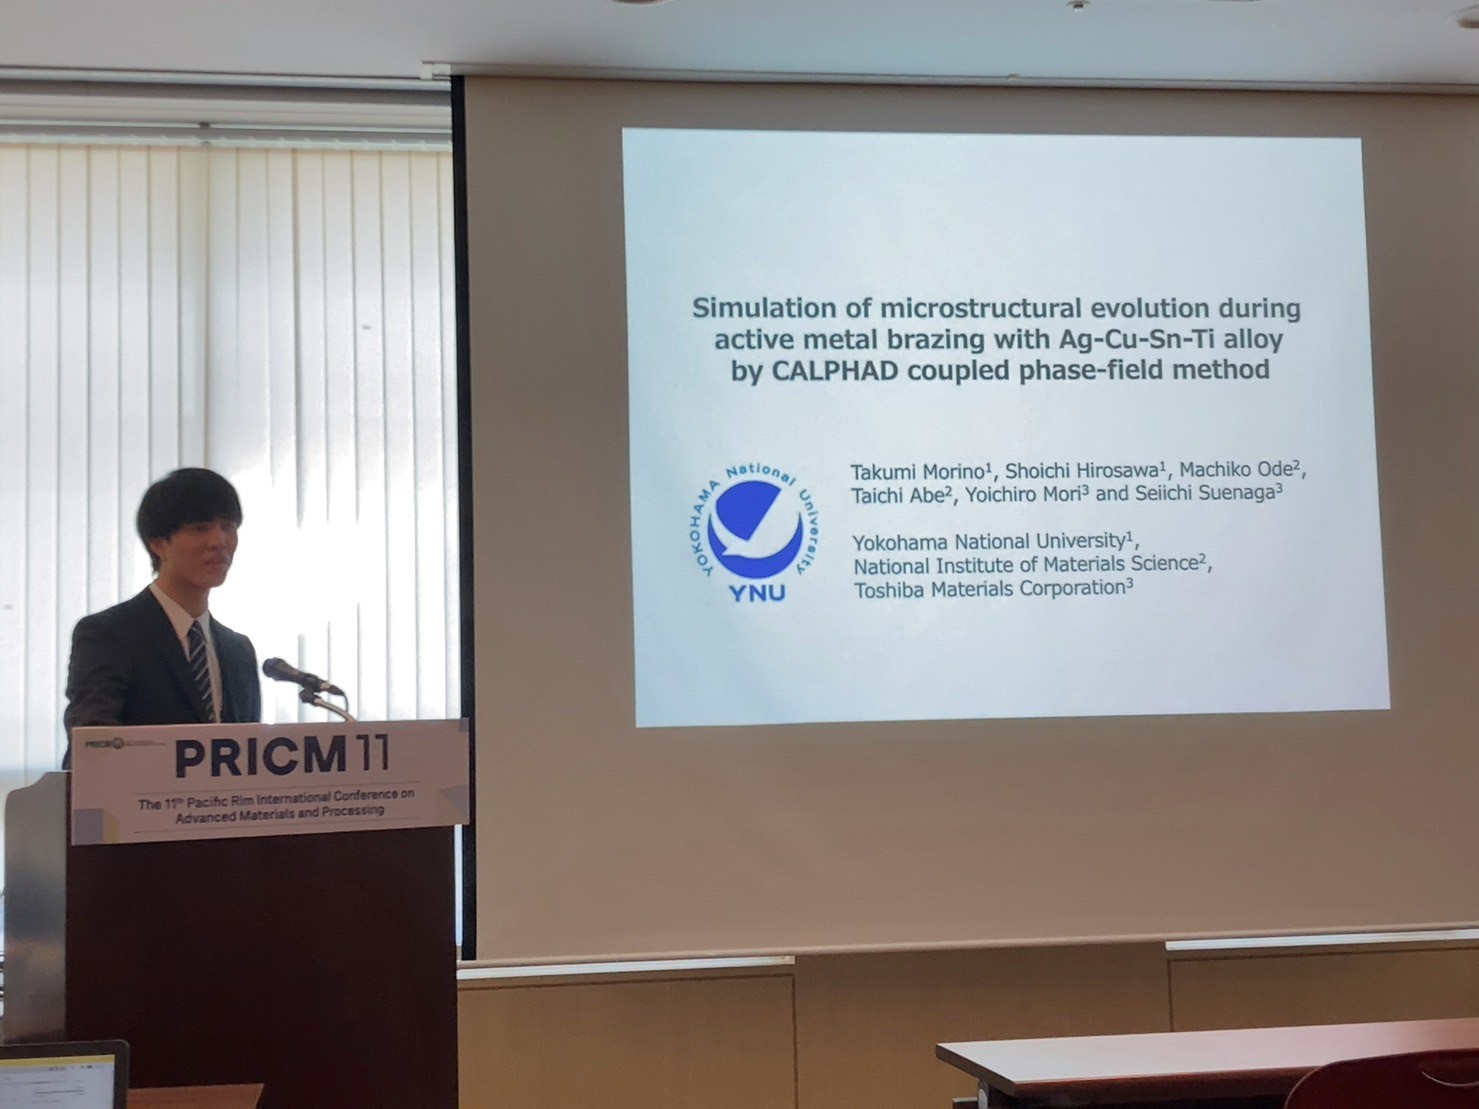 Simulation of microstructural evolution during
active metal brazing with Ag-Cu-Sn-Ti alloy
by CALPHAD coupled phase-field method
YOKOHAMA National University
YNU
Takumi Morino¹, Shoichi Hirosawa¹, Machiko Ode²,
Taichi Abe², Yoichiro Mori³ and Seiichi Suenaga³
Yokohama National University¹,
National Institute of Materials Science²,
Toshiba Materials Corporation³
PRICM 11
PRICM 11
The 11th Pacific Rim International Conference on
Advanced Materials and Processing